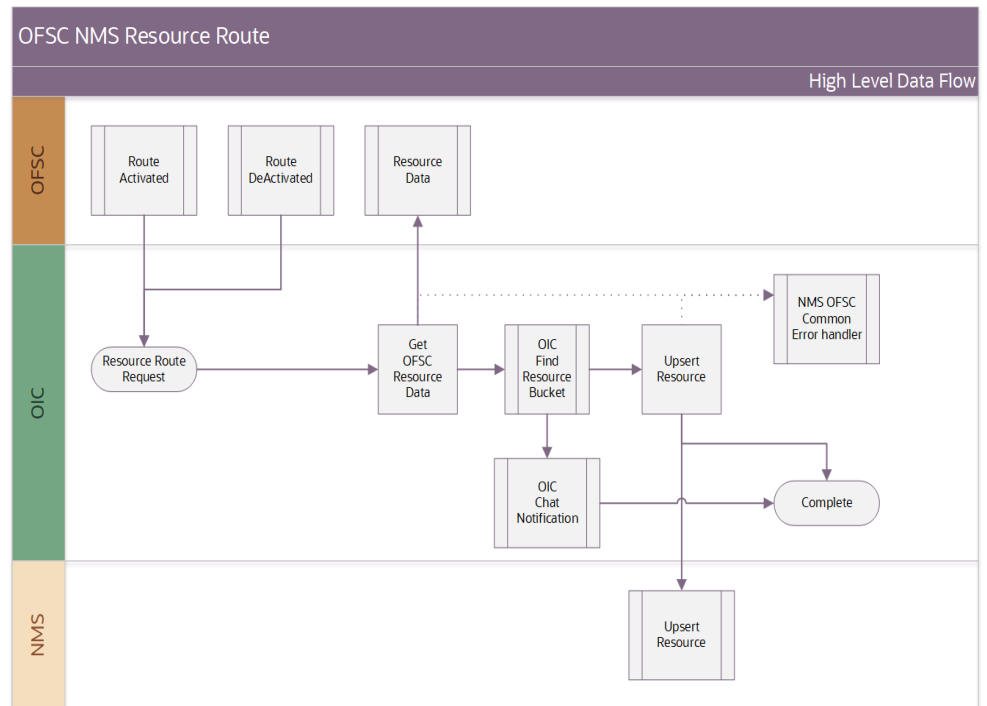 OFSC NMS Resource Route
High Level Data Flow
OFSC
Route
Activated
Route
DeActivated
Resource
Data
OIC
NMS OFSC
Common
Error handler
Resource Route
Request
Get
OFSC
Resource
Data
OIC
Find
Resource
Bucket
Upsert
Resource
OIC
Chat
Notification
Complete
NMS
Upsert
Resource